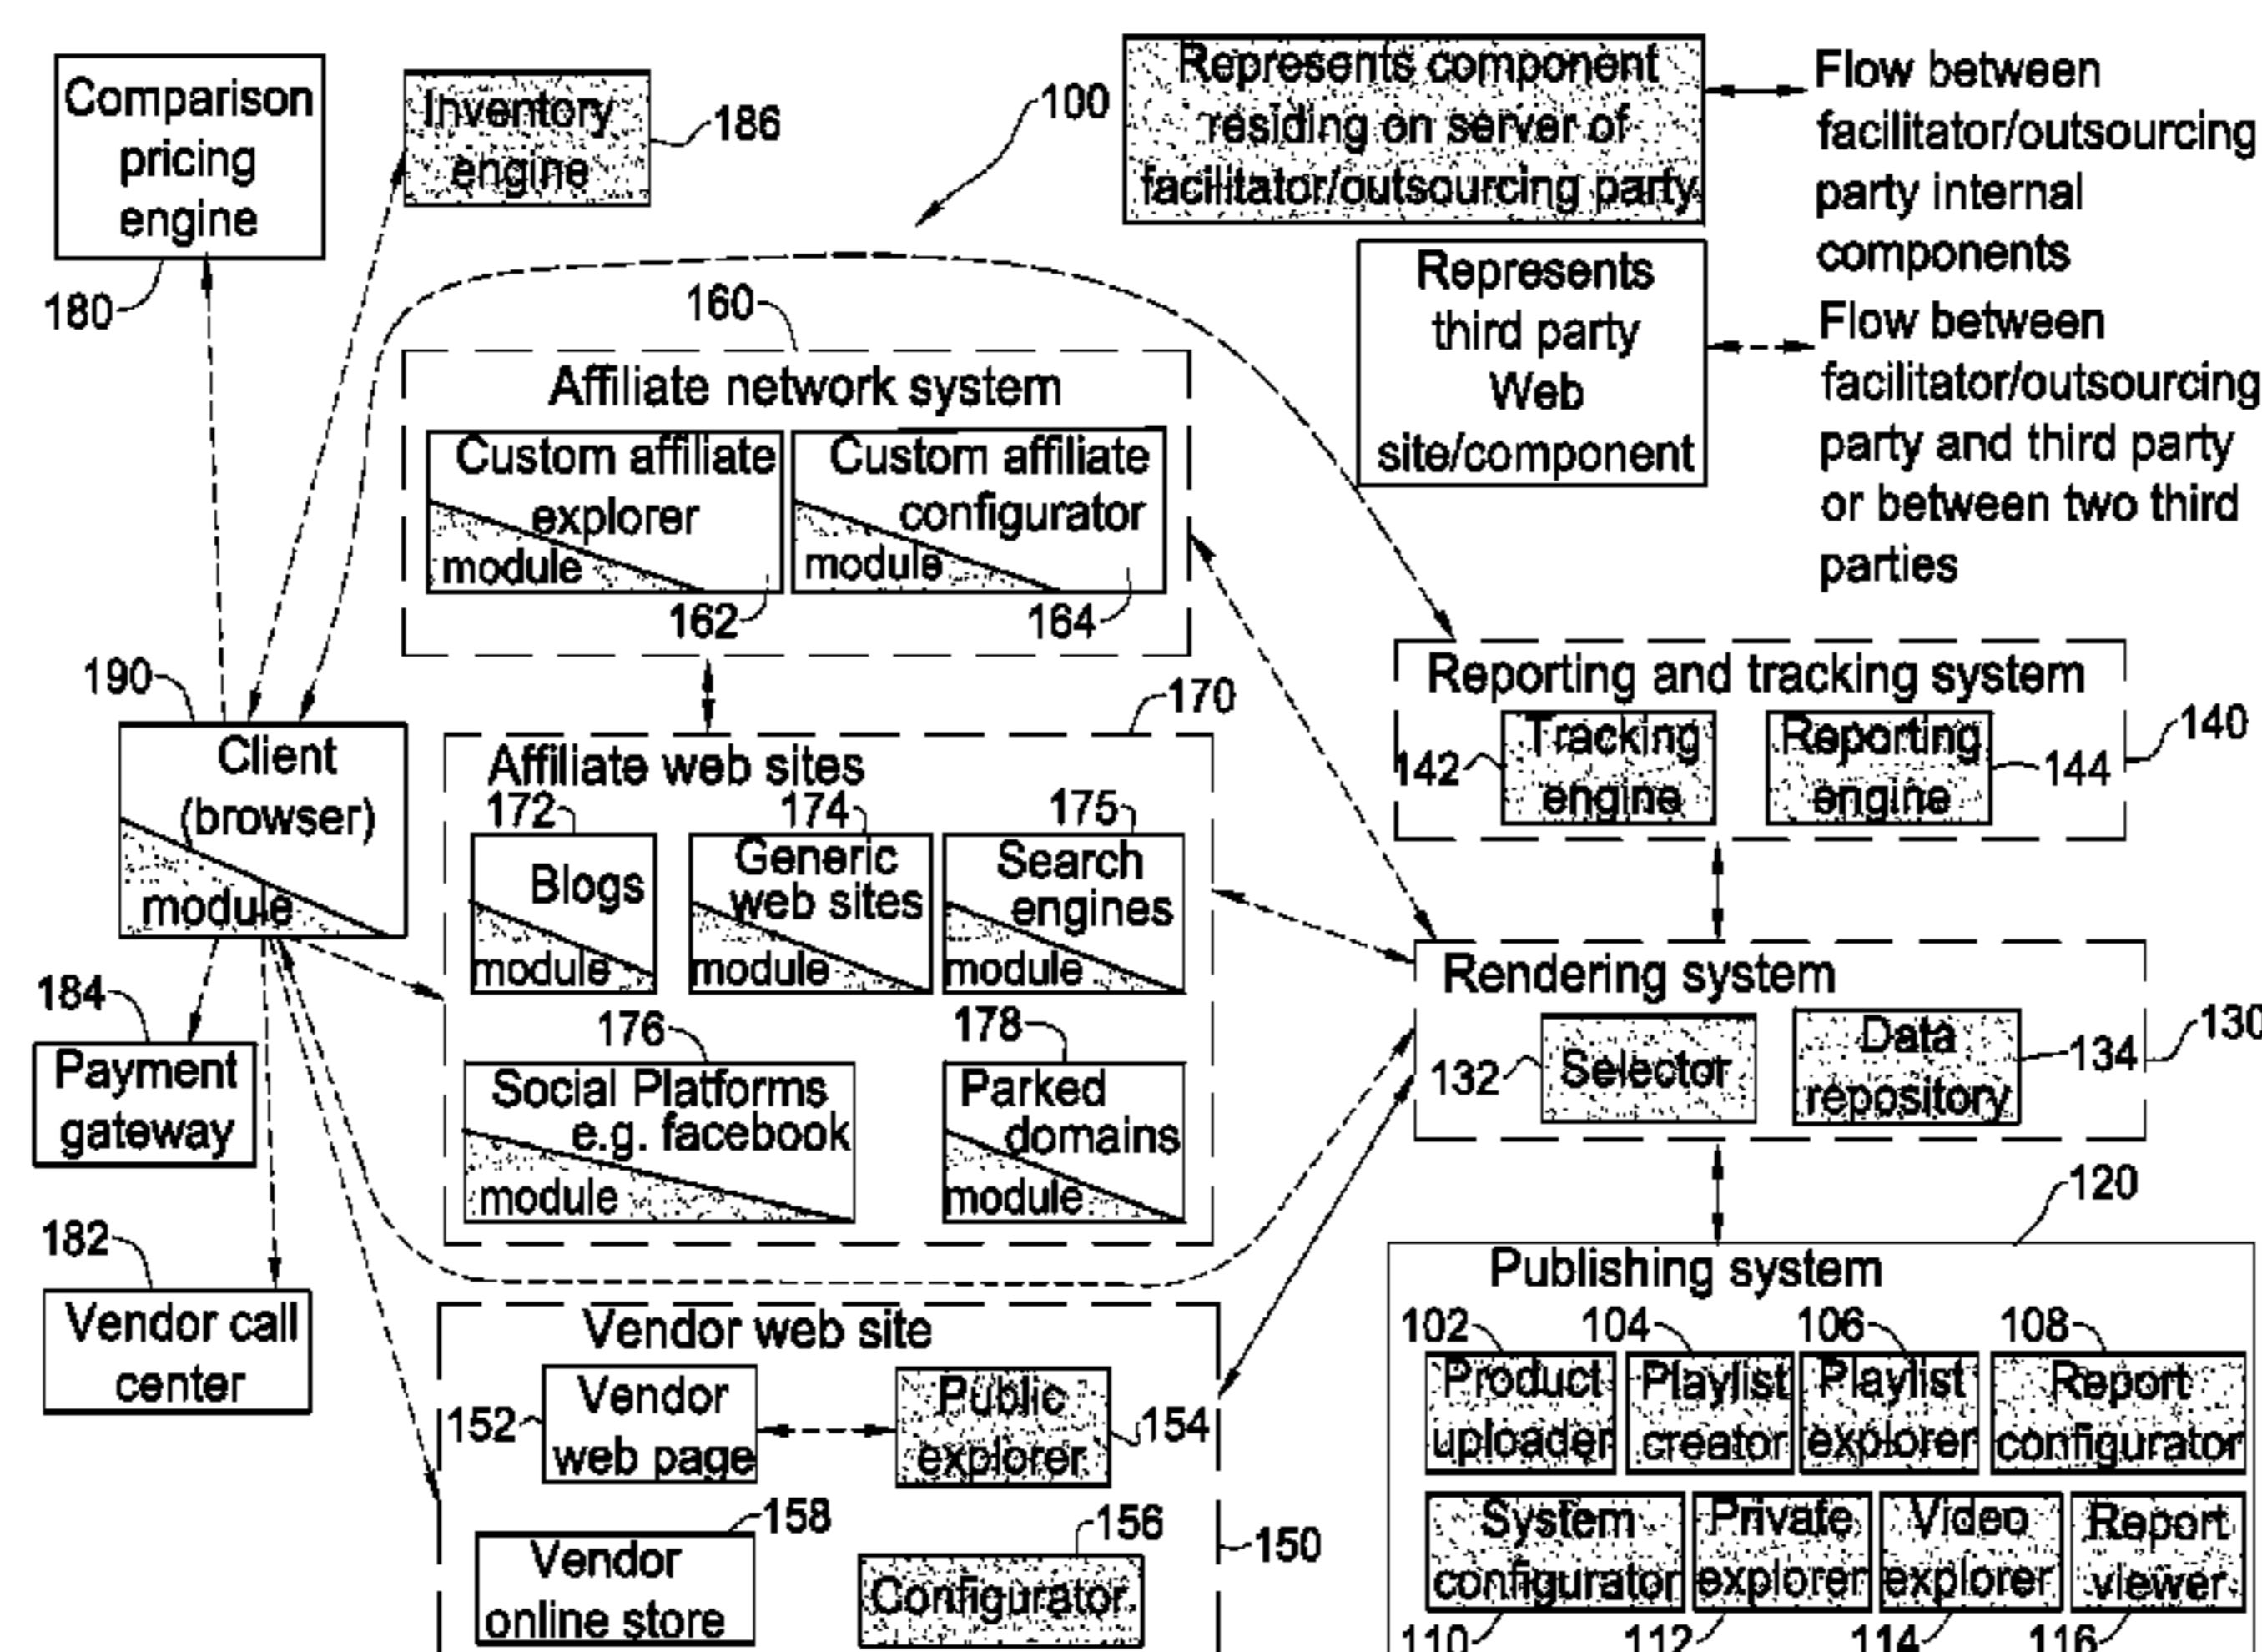 Comparison
pricing
engine
180
Inventory
engine
186
100
Represents component
residing on server of
facilitator/outsourcing party
Flow between
facilitator/outsourcing
party internal
components
Represents
third party
Web
site/component
Flow between
facilitator/outsourcing
party and third party
or between two third
parties
160
Affiliate network system
Custom affiliate
explorer
module
162
Custom affiliate
configurator
module
164
190
Client
(browser)
module
170
Affiliate web sites
172
Blogs
module
174
Generic
web sites
module
175
Search
engines
module
176
Social Platforms
e.g. facebook
module
178
Parked
domains
module
Reporting and tracking system
140
142
Tracking
engine
Reporting
engine
144
Rendering system
130
132
Selector
Data
repository
134
184
Payment
gateway
182
Vendor call
center
Vendor web site
152
Vendor
web page
Public
explorer
154
158
Vendor
online store
156
Configurator
150
120
Publishing system
102
Product
uploader
104
Playlist
creator
106
Playlist
explorer
108
Report
configurator
System
configurator
110
Private
explorer
112
Video
explorer
114
Report
viewer
116